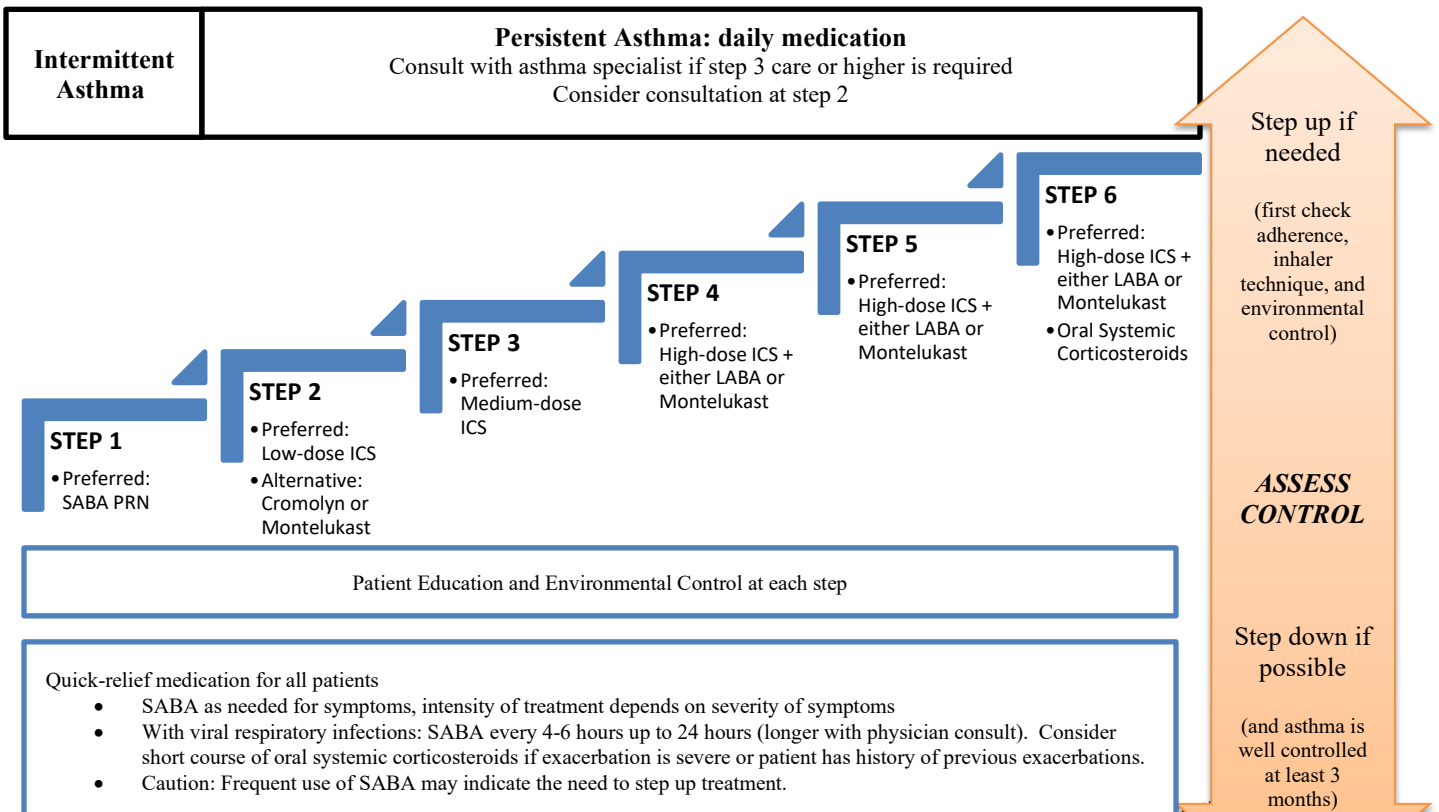 Intermittent
Asthma
Persistent Asthma: daily medication
Consult with asthma specialist if step 3 care or higher is required
Consider consultation at step 2
STEP 1
•Preferred:
SABA PRN
STEP 2
•Preferred:
Low-dose ICS
•Alternative:
Cromolyn or
Montelukast
STEP 3
•Preferred:
Medium-dose
ICS
STEP 4
•Preferred:
High-dose ICS +
either LABA or
Montelukast
STEP 5
•Preferred:
High-dose ICS +
either LABA or
Montelukast
STEP 6
•Preferred:
High-dose ICS +
either LABA or
Montelukast
•Oral Systemic
Corticosteroids
Patient Education and Environmental Control at each step
Quick-relief medication for all patients
• SABA as needed for symptoms, intensity of treatment depends on severity of symptoms
• With viral respiratory infections: SABA every 4-6 hours up to 24 hours (longer with physician consult). Consider
short course of oral systemic corticosteroids if exacerbation is severe or patient has history of previous exacerbations.
• Caution: Frequent use of SABA may indicate the need to step up treatment.
Step up if
needed
(first check
adherence,
inhaler
technique, and
environmental
control)
ASSESS
CONTROL
Step down if
possible
(and asthma is
well controlled
at least 3
months)